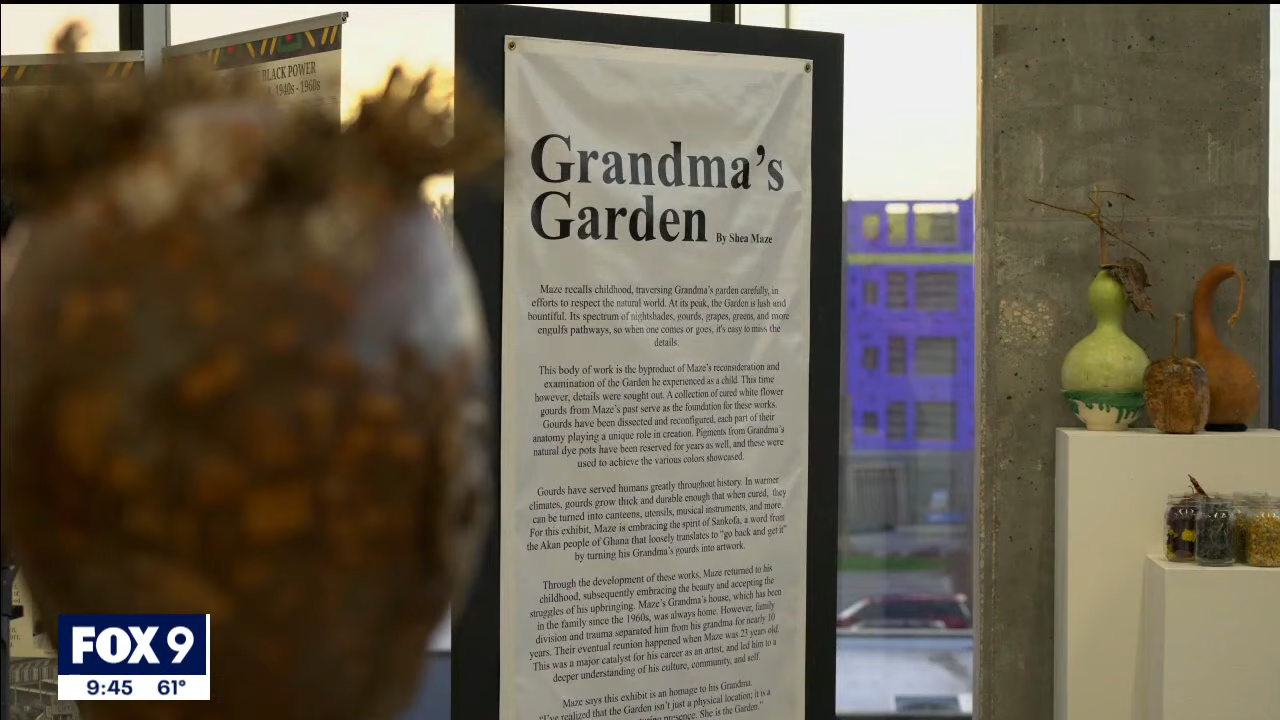 BLACK POWER
1940s - 1960s
Grandma's
Garden By Shea Maze
Maze recalls childhood, traversing Grandma's garden carefully, in
efforts to respect the natural world. At its peak, the Garden is lush and
bountiful. Its spectrum of nightshades, gourds, grapes, greens, and more
engulfs pathways, so when one comes or goes, it's easy to miss the
details.
This body of work is the byproduct of Maze's reconsideration and
examination of the Garden he experienced as a child. This time
however, details were sought out. A collection of cured white flower
gourds from Maze's past serve as the foundation for these works.
Gourds have been dissected and reconfigured, each part of their
anatomy playing a unique role in creation. Pigments from Grandma's
natural dye pots have been reserved for years as well, and these were
used to achieve the various colors showcased.
Gourds have served humans greatly throughout history. In warmer
climates, gourds grow thick and durable enough that when cured, they
can be turned into canteens, utensils, musical instruments, and more.
For this exhibit, Maze is embracing the spirit of Sankofa, a word from
the Akan people of Ghana that loosely translates to "go back and get it"
by turning his Grandma's gourds into artwork.
Through the development of these works, Maze returned to his
childhood, subsequently embracing the beauty and accepting the
struggles of his upbringing. Maze's Grandma's house, which has been
in the family since the 1960s, was always home. However, family
division and trauma separated him from his grandma for nearly 10
years. Their eventual reunion happened when Maze was 23 years old.
This was a major catalyst for his career as an artist, and led him to a
deeper understanding of his culture, community, and self.
Maze says this exhibit is an homage to his Grandma.
"I've realized that the Garden isn't just a physical location; it is a
presence. She is the Garden."
FOX 9
9:45 61°